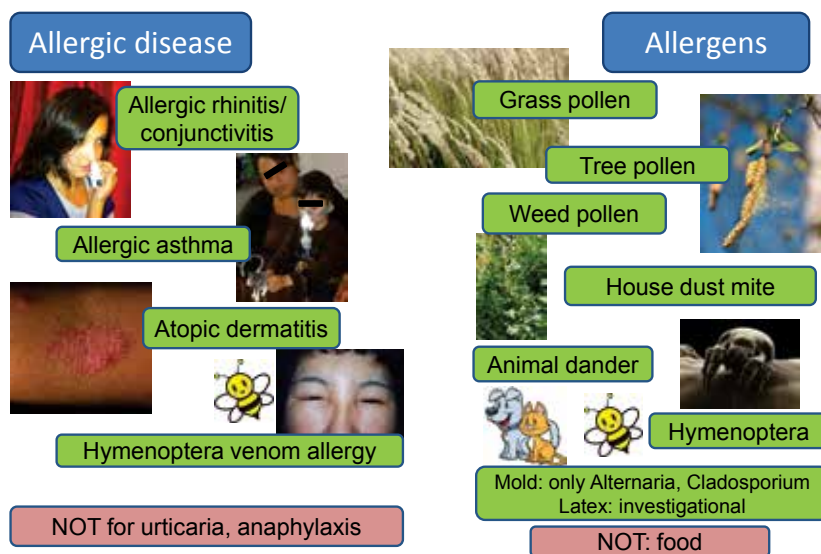 Allergic disease
Allergic rhinitis/
conjunctivitis
Allergic asthma
Atopic dermatitis
Hymenoptera venom allergy
NOT for urticaria, anaphylaxis
Allergens
Grass pollen
Tree pollen
Weed pollen
House dust mite
Animal dander
Hymenoptera
Mold: only Alternaria, Cladosporium
Latex: investigational
NOT: food